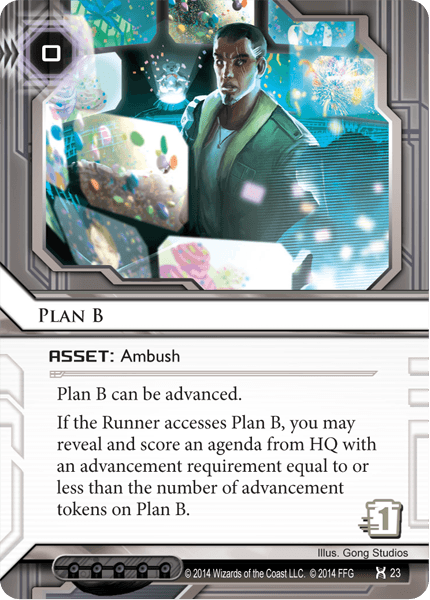 0
PLAN B
ASSET: Ambush
Plan B can be advanced.
If the Runner accesses Plan B, you may
reveal and score an agenda from HQ with
an advancement requirement equal to or
less than the number of advancement
tokens on Plan B.
1
Illus. Gong Studios
© 2014 Wizards of the Coast LLC. © 2014 FFG 23